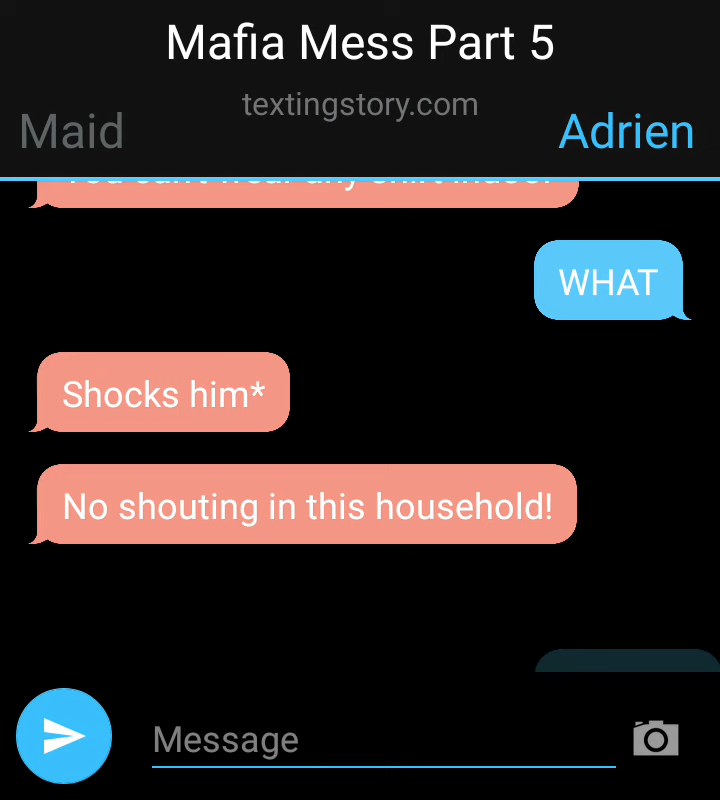 Mafia Mess Part 5
textingstory.com
Maid
Adrien
WHAT
Shocks him*
No shouting in this household!
Message